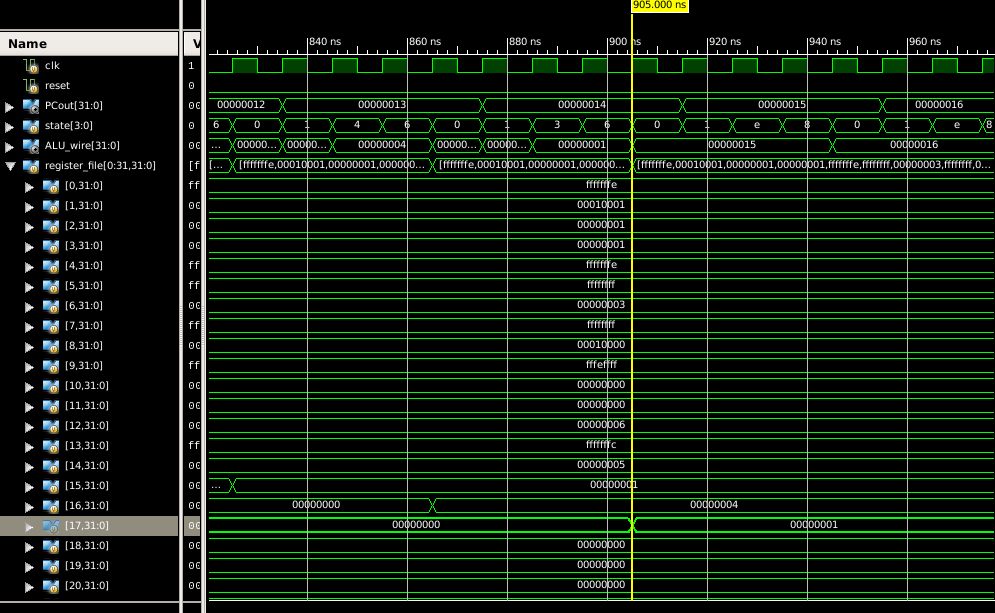 905.000 ns
Name V 840 ns 860 ns 880 ns 900 ns 920 ns 940 ns 960 ns
clk 1
reset 0
PCout[31:0] 00 00000012 00000013 00000014 00000015 00000016
state[3:0] 0 6 0 1 4 6 0 1 3 6 0 1 e 8 0 1 e 8
ALU_wire[31:0] 00 ... 00000... 00000... 00000004 00000... 00000... 00000001 00000015 00000016
register_file[0:31,31:0] [ff [... [fffffffe,00010001,00000001,000000... [fffffffe,00010001,00000001,000000... [fffffffe,00010001,00000001,00000001,fffffffe,ffffffff,00000003,ffffffff,0...
[0,31:0] ff fffffffe
[1,31:0] 00 00010001
[2,31:0] 00 00000001
[3,31:0] 00 00000001
[4,31:0] ff fffffffe
[5,31:0] ff ffffffff
[6,31:0] 00 00000003
[7,31:0] ff ffffffff
[8,31:0] 00 00010000
[9,31:0] ff fffeffff
[10,31:0] 00 00000000
[11,31:0] 00 00000000
[12,31:0] 00 00000006
[13,31:0] ff fffffffc
[14,31:0] 00 00000005
[15,31:0] 00 ... 00000001
[16,31:0] 00 00000000 00000004
[17,31:0] 00 00000000 00000001
[18,31:0] 00 00000000
[19,31:0] 00 00000000
[20,31:0] 00 00000000